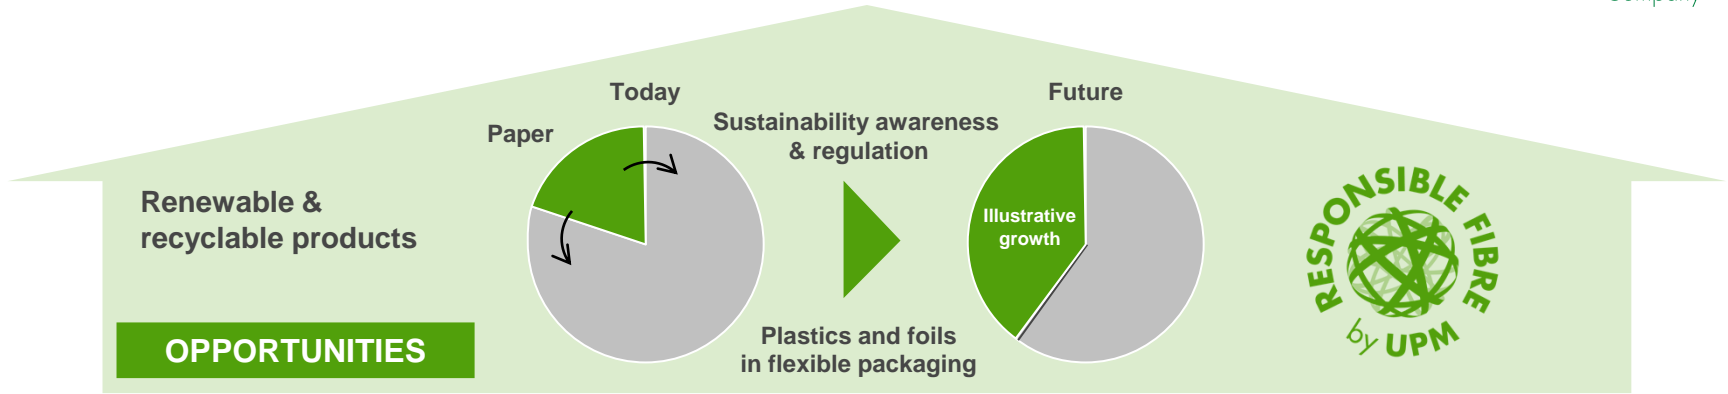 Company
Today
Future
Paper
Sustainability awareness
& regulation
Renewable &
recyclable products
Illustrative
growth
RESPONSIBLE FIBRE
by UPM
Plastics and foils
in flexible packaging
OPPORTUNITIES